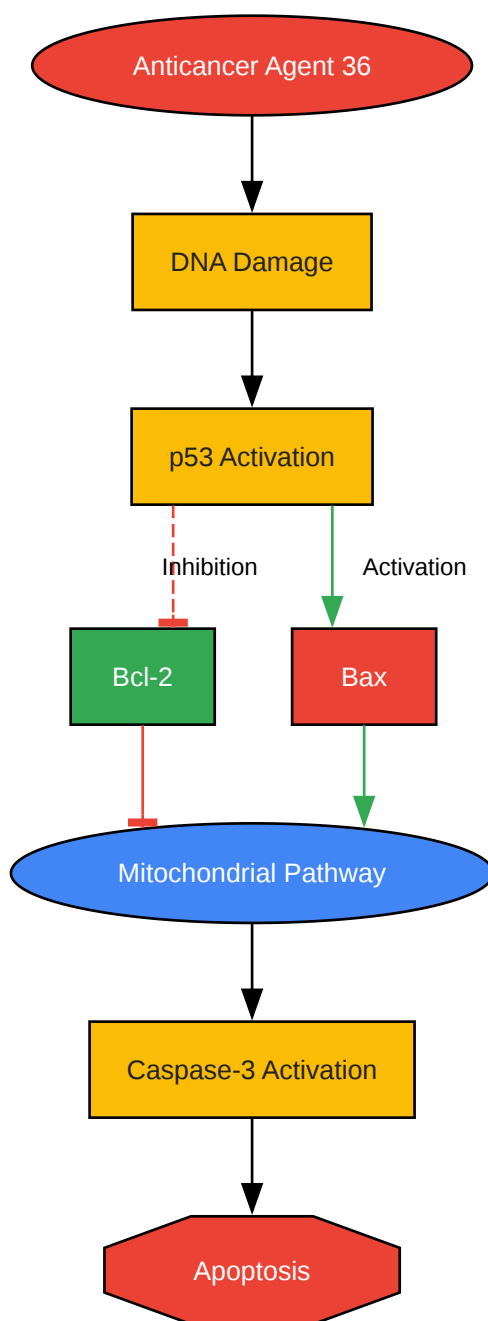 Anticancer Agent 36
DNA Damage
p53 Activation
Inhibition
Activation
Bcl-2
Bax
Mitochondrial Pathway
Caspase-3 Activation
Apoptosis